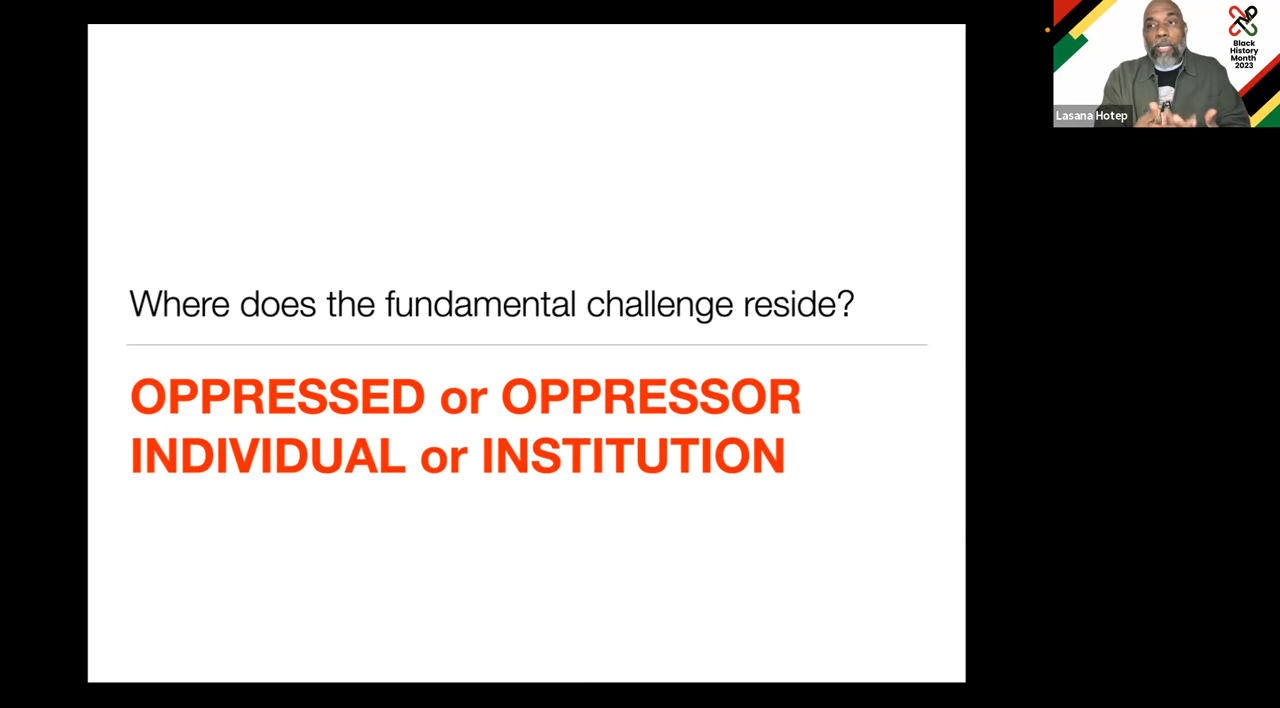 Where does the fundamental challenge reside?
OPPRESSED or OPPRESSOR
INDIVIDUAL or INSTITUTION
Black
History
Month
2023
Lasana Hotep